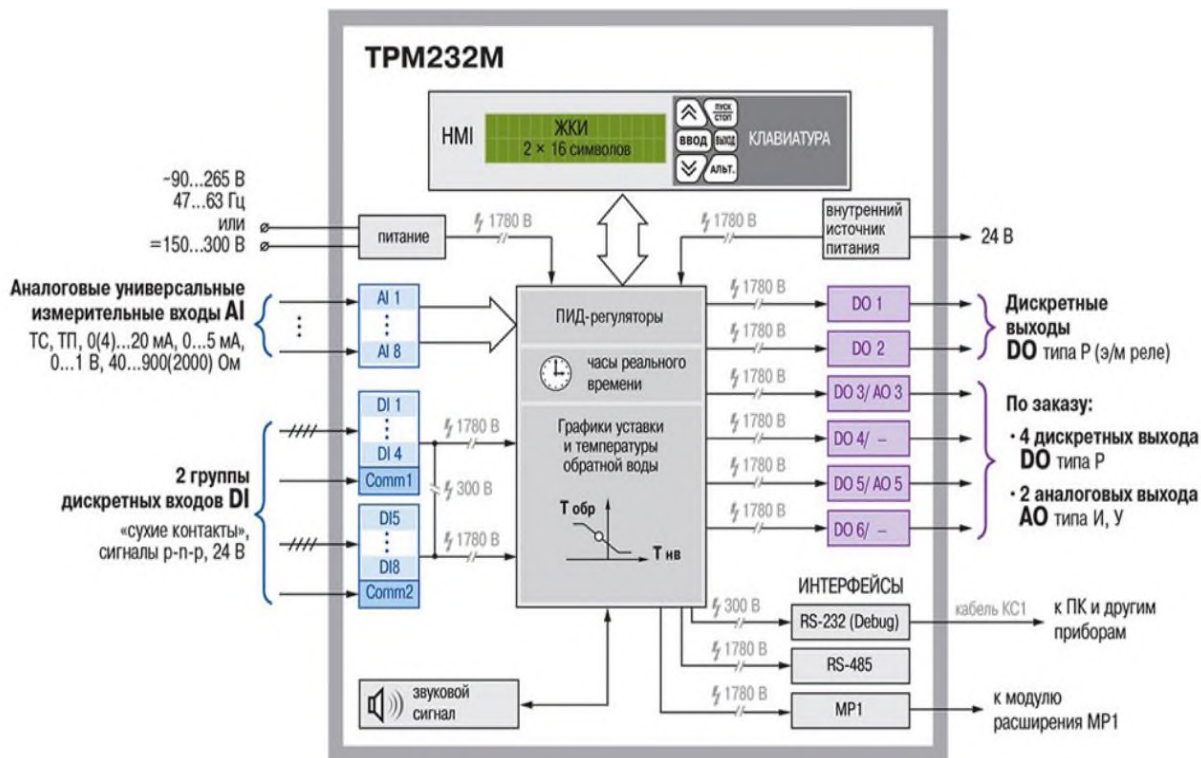 ТРМ232М
HMI
ЖКИ
2 × 16 символов
ПУСК
СТОП
ВВОД
ВЫХОД
АЛЬТ.
КЛАВИАТУРА
~90...265 В
47...63 Гц
или
=150...300 В
питание
1780 В
1780 В
внутренний
источник
питания
24 В
Аналоговые универсальные
измерительные входы AI
ТС, ТП, 0(4)...20 мА, 0...5 мА,
0...1 В, 40...900(2000) Ом
AI 1
AI 8
ПИД-регуляторы
часы реального
времени
Графики уставки
и температуры
обратной воды
Т обр
Т нв
2 группы
дискретных входов DI
«сухие контакты»,
сигналы p-n-p, 24 В
DI 1
DI 4
Comm1
DI5
DI8
Comm2
1780 В
300 В
1780 В
1780 В
DO 1
1780 В
DO 2
1780 В
DO 3/ AO 3
1780 В
DO 4/ –
1780 В
DO 5/ AO 5
1780 В
DO 6/ –
Дискретные
выходы
DO типа Р (э/м реле)
По заказу:
· 4 дискретных выхода
DO типа Р
· 2 аналоговых выхода
АО типа И, У
ИНТЕРФЕЙСЫ
300 В
RS-232 (Debug)
кабель КС1
к ПК и другим
приборам
1780 В
RS-485
1780 В
МР1
к модулю
расширения МР1
звуковой
сигнал